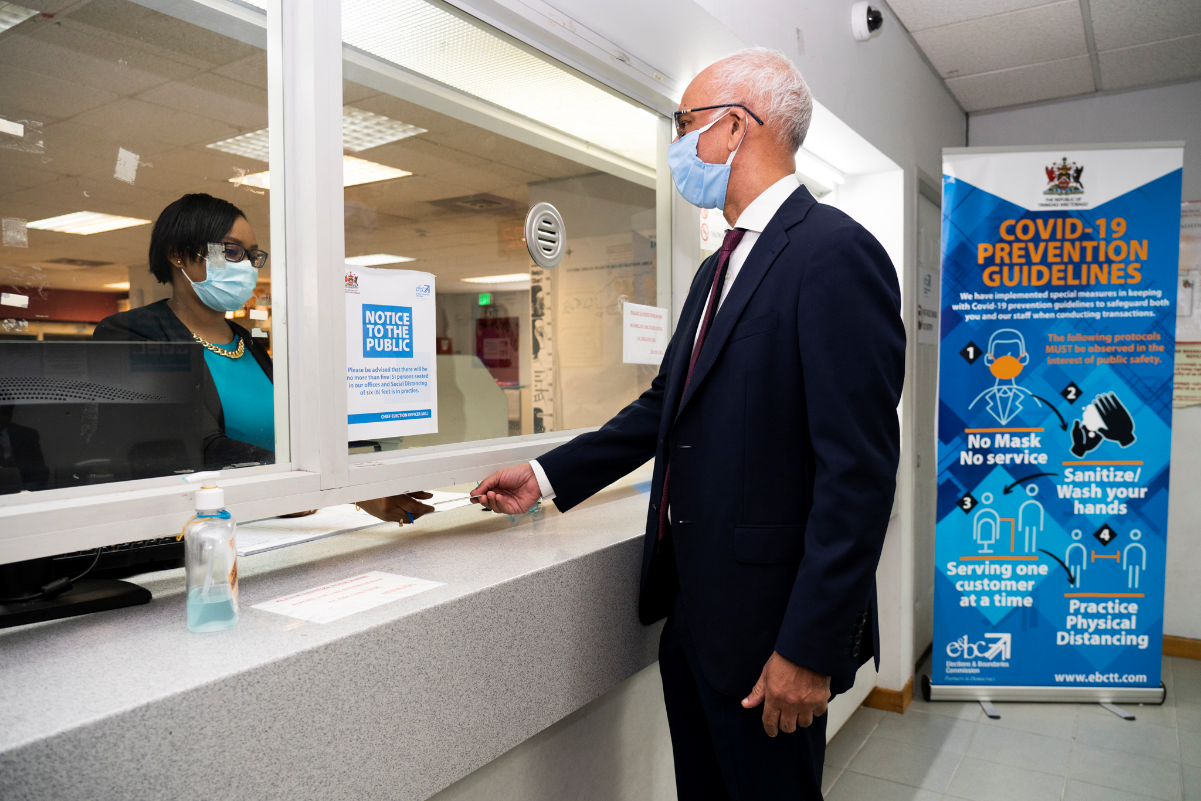 NOTICE
TO THE
PUBLIC
Please be advised that there will be
no more than five (5) persons seated
in our offices and Social Distancing
of six (6) feet is in practice.
CHIEF ELECTION OFFICER (AG.)
THE REPUBLIC OF
TRINIDAD AND TOBAGO
COVID-19
PREVENTION
GUIDELINES
We have implemented special measures in keeping
with Covid-19 prevention guidelines to safeguard both
you and our staff when conducting transactions.
The following protocols
MUST be observed in the
interest of public safety.
1
No Mask
No service
2
Sanitize/
Wash your
hands
3
Serving one
customer
at a time
4
Practice
Physical
Distancing
e&bc
Elections & Boundaries
Commission
Partners in Democracy
www.ebctt.com